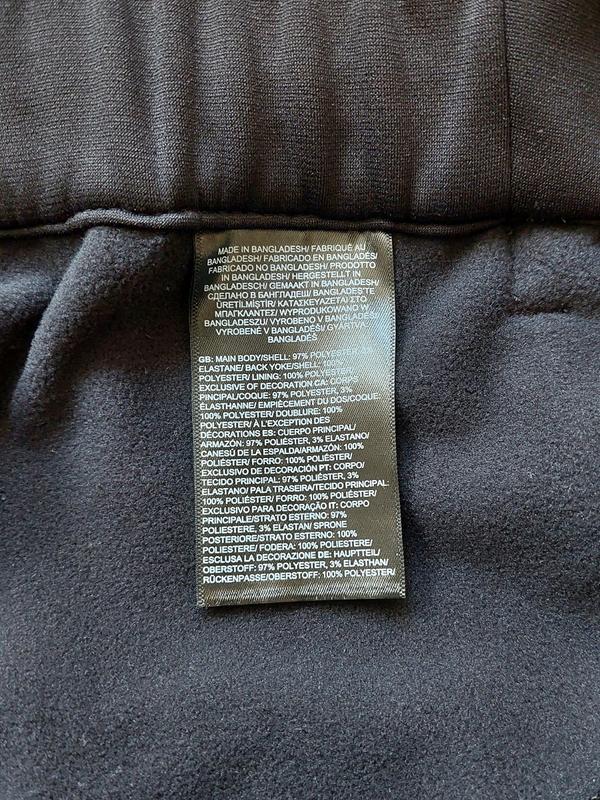 MADE IN BANGLADESH/ FABRIQUÉ AU
BANGLADESH/ FABRICADO EN BANGLADÉS/
FABRICADO NO BANGLADESH/ PRODOTTO
IN BANGLADESH/ HERGESTELLT IN
BANGLADESCH/ GEMAAKT IN BANGLADESH/
СДЕЛАНО В БАНГЛАДЕШ/ BANGLADEŞ'TE
ÜRETİLMİŞTİR/ ΚΑΤΑΣΚΕΥΑΖΕΤΑΙ ΣΤΟ
ΜΠΑΓΚΛΑΝΤΕΣ/ WYPRODUKOWANO W
BANGLADESZU/ VYROBENO V BANGLADÉŠI/
VYROBENÉ V BANGLADÉŠI/ GYÁRTVA:
BANGLADÉS
GB: MAIN BODY/SHELL: 97% POLYESTER, 3%
ELASTANE/ BACK YOKE/SHELL: 100%
POLYESTER/ LINING: 100% POLYESTER/
EXCLUSIVE OF DECORATION CA: CORPS
PINCIPAL/COQUE: 97% POLYESTER, 3%
ÉLASTHANNE/ EMPIÈCEMENT DU DOS/COQUE:
100% POLYESTER/ DOUBLURE: 100%
POLYESTER/ À L'EXCEPTION DES
DÉCORATIONS ES: CUERPO PRINCIPAL/
ARMAZÓN: 97% POLIÉSTER, 3% ELASTANO/
CANESÚ DE LA ESPALDA/ARMAZÓN: 100%
POLIÉSTER/ FORRO: 100% POLIÉSTER/
EXCLUSIVO DE DECORACIÓN PT: CORPO/
TECIDO PRINCIPAL: 97% POLIÉSTER, 3%
ELASTANO/ PALA TRASEIRA/TECIDO PRINCIPAL:
100% POLIÉSTER/ FORRO: 100% POLIÉSTER/
EXCLUSIVO PARA DECORAÇÃO IT: CORPO
PRINCIPALE/STRATO ESTERNO: 97%
POLIESTERE, 3% ELASTAN/ SPRONE
POSTERIORE/STRATO ESTERNO: 100%
POLIESTERE/ FODERA: 100% POLIESTERE/
ESCLUSA LA DECORAZIONE DE: HAUPTTEIL/
OBERSTOFF: 97% POLYESTER, 3% ELASTHAN/
RÜCKENPASSE/OBERSTOFF: 100% POLYESTER/